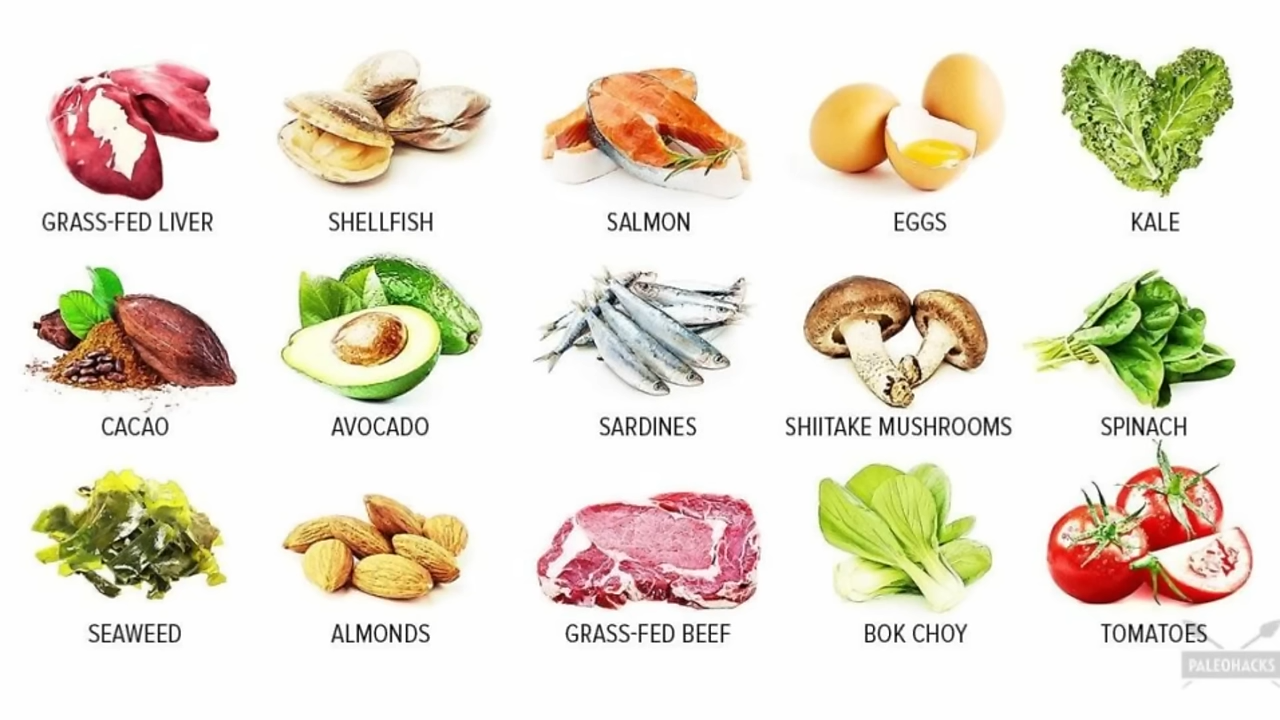 GRASS-FED LIVER
SHELLFISH
SALMON
EGGS
KALE
CACAO
AVOCADO
SARDINES
SHIITAKE MUSHROOMS
SPINACH
SEAWEED
ALMONDS
GRASS-FED BEEF
BOK CHOY
TOMATOES
PALEOHACKS